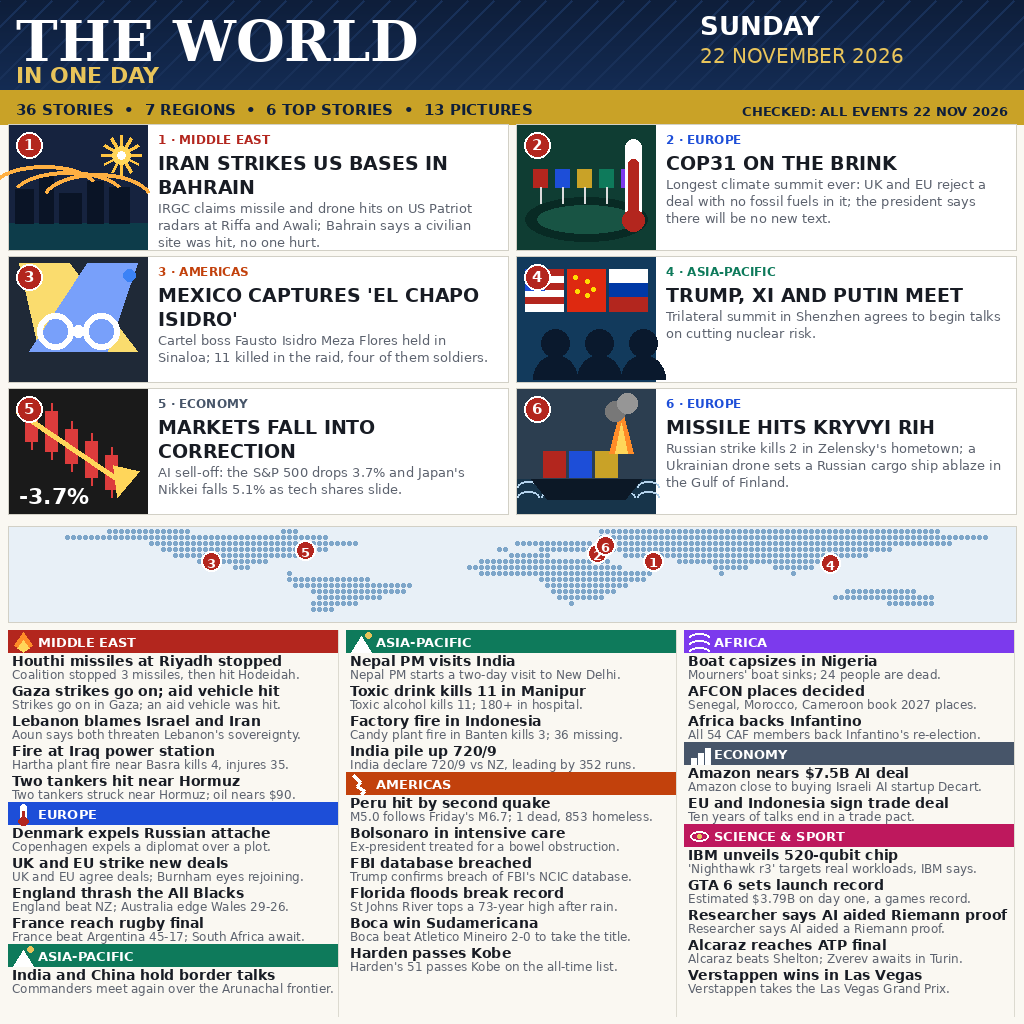 THE WORLD
IN ONE DAY
SUNDAY
22 NOVEMBER 2026
36 STORIES • 7 REGIONS • 6 TOP STORIES • 13 PICTURES
CHECKED: ALL EVENTS 22 NOV 2026
1
1 · MIDDLE EAST
IRAN STRIKES US BASES IN
BAHRAIN
IRGC claims missile and drone hits on US Patriot
radars at Riffa and Awali; Bahrain says a civilian
site was hit, no one hurt.
2
2 · EUROPE
COP31 ON THE BRINK
Longest climate summit ever: UK and EU reject a
deal with no fossil fuels in it; the president says
there will be no new text.
3
3 · AMERICAS
MEXICO CAPTURES 'EL CHAPO
ISIDRO'
Cartel boss Fausto Isidro Meza Flores held in
Sinaloa; 11 killed in the raid, four of them soldiers.
4
4 · ASIA-PACIFIC
TRUMP, XI AND PUTIN MEET
Trilateral summit in Shenzhen agrees to begin talks
on cutting nuclear risk.
5
-3.7%
5 · ECONOMY
MARKETS FALL INTO
CORRECTION
AI sell-off: the S&P 500 drops 3.7% and Japan's
Nikkei falls 5.1% as tech shares slide.
6
6 · EUROPE
MISSILE HITS KRYVYI RIH
Russian strike kills 2 in Zelensky's hometown; a
Ukrainian drone sets a Russian cargo ship ablaze in
the Gulf of Finland.
3
5
2
6
1
4
MIDDLE EAST
Houthi missiles at Riyadh stopped
Coalition stopped 3 missiles, then hit Hodeidah.
Gaza strikes go on; aid vehicle hit
Strikes go on in Gaza; an aid vehicle was hit.
Lebanon blames Israel and Iran
Aoun says both threaten Lebanon's sovereignty.
Fire at Iraq power station
Hartha plant fire near Basra kills 4, injures 35.
Two tankers hit near Hormuz
Two tankers struck near Hormuz; oil nears $90.
EUROPE
Denmark expels Russian attache
Copenhagen expels a diplomat over a plot.
UK and EU strike new deals
UK and EU agree deals; Burnham eyes rejoining.
England thrash the All Blacks
England beat NZ; Australia edge Wales 29-26.
France reach rugby final
France beat Argentina 45-17; South Africa await.
ASIA-PACIFIC
India and China hold border talks
Commanders meet again over the Arunachal frontier.
ASIA-PACIFIC
Nepal PM visits India
Nepal PM starts a two-day visit to New Delhi.
Toxic drink kills 11 in Manipur
Toxic alcohol kills 11; 180+ in hospital.
Factory fire in Indonesia
Candy plant fire in Banten kills 3; 36 missing.
India pile up 720/9
India declare 720/9 vs NZ, leading by 352 runs.
AMERICAS
Peru hit by second quake
M5.0 follows Friday's M6.7; 1 dead, 853 homeless.
Bolsonaro in intensive care
Ex-president treated for a bowel obstruction.
FBI database breached
Trump confirms breach of FBI's NCIC database.
Florida floods break record
St Johns River tops a 73-year high after rain.
Boca win Sudamericana
Boca beat Atletico Mineiro 2-0 to take the title.
Harden passes Kobe
Harden's 51 passes Kobe on the all-time list.
AFRICA
Boat capsizes in Nigeria
Mourners' boat sinks; 24 people are dead.
AFCON places decided
Senegal, Morocco, Cameroon book 2027 places.
Africa backs Infantino
All 54 CAF members back Infantino's re-election.
ECONOMY
Amazon nears $7.5B AI deal
Amazon close to buying Israeli AI startup Decart.
EU and Indonesia sign trade deal
Ten years of talks end in a trade pact.
SCIENCE & SPORT
IBM unveils 520-qubit chip
'Nighthawk r3' targets real workloads, IBM says.
GTA 6 sets launch record
Estimated $3.79B on day one, a games record.
Researcher says AI aided Riemann proof
Researcher says AI aided a Riemann proof.
Alcaraz reaches ATP final
Alcaraz beats Shelton; Zverev awaits in Turin.
Verstappen wins in Las Vegas
Verstappen takes the Las Vegas Grand Prix.